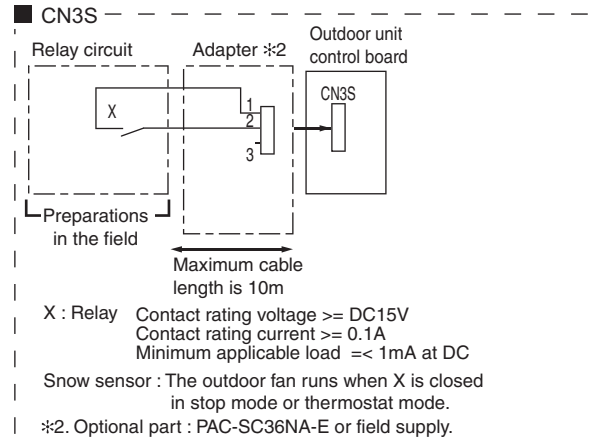 ■ CN3S
Relay circuit
Adapter ※2
Outdoor unit
control board
CN3S
X
1
2
3
Preparations
in the field
Maximum cable
length is 10m
X : Relay Contact rating voltage >= DC15V
Contact rating current >= 0.1A
Minimum applicable load =< 1mA at DC
Snow sensor : The outdoor fan runs when X is closed
in stop mode or thermostat mode.
※2. Optional part : PAC-SC36NA-E or field supply.